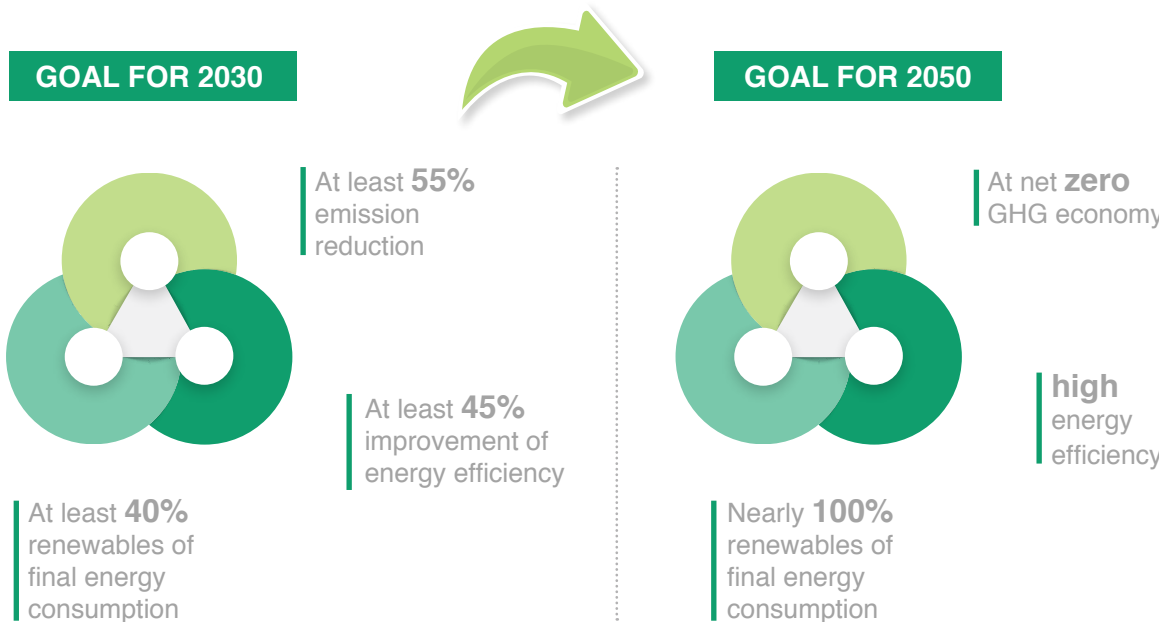 GOAL FOR 2030
At least 55%
emission
reduction
At least 45%
improvement of
energy efficiency
At least 40%
renewables of
final energy
consumption
GOAL FOR 2050
At net zero
GHG economy
high
energy
efficiency
Nearly 100%
renewables of
final energy
consumption